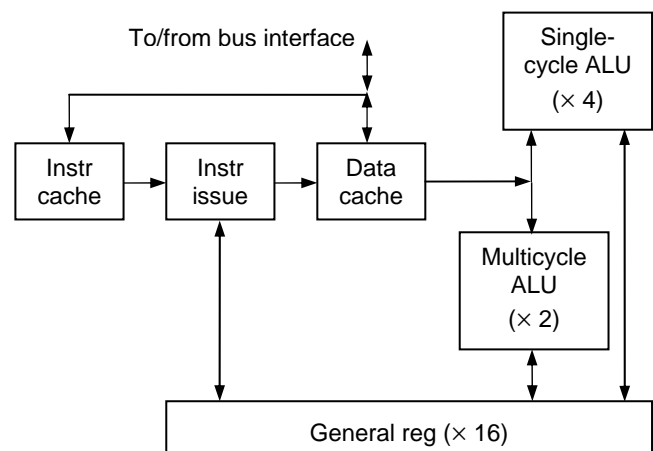 To/from bus interface
Single-
cycle ALU
(× 4)
Instr
cache
Instr
issue
Data
cache
Multicycle
ALU
(× 2)
General reg (× 16)